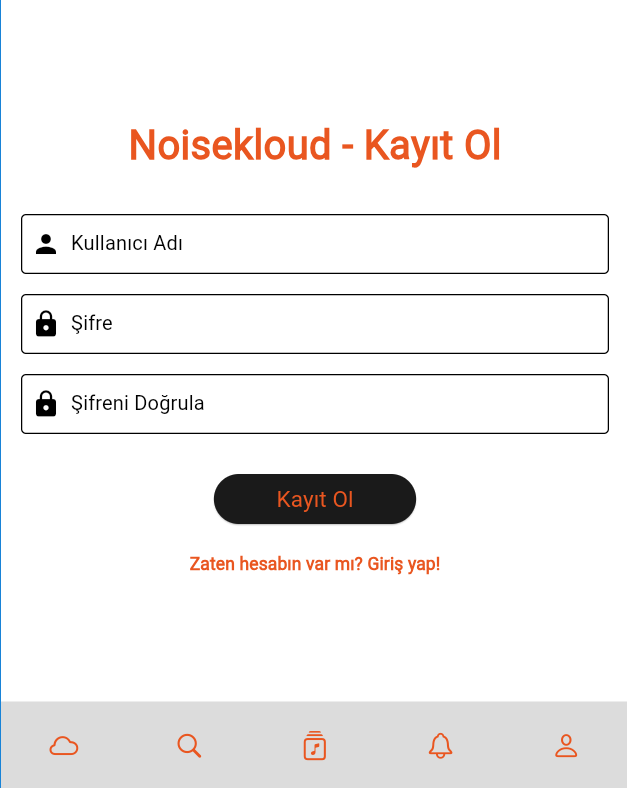 Noisekloud - Kayıt Ol
Kullanıcı Adı
Şifre
Şifreni Doğrula
Kayıt Ol
Zaten hesabın var mı? Giriş yap!